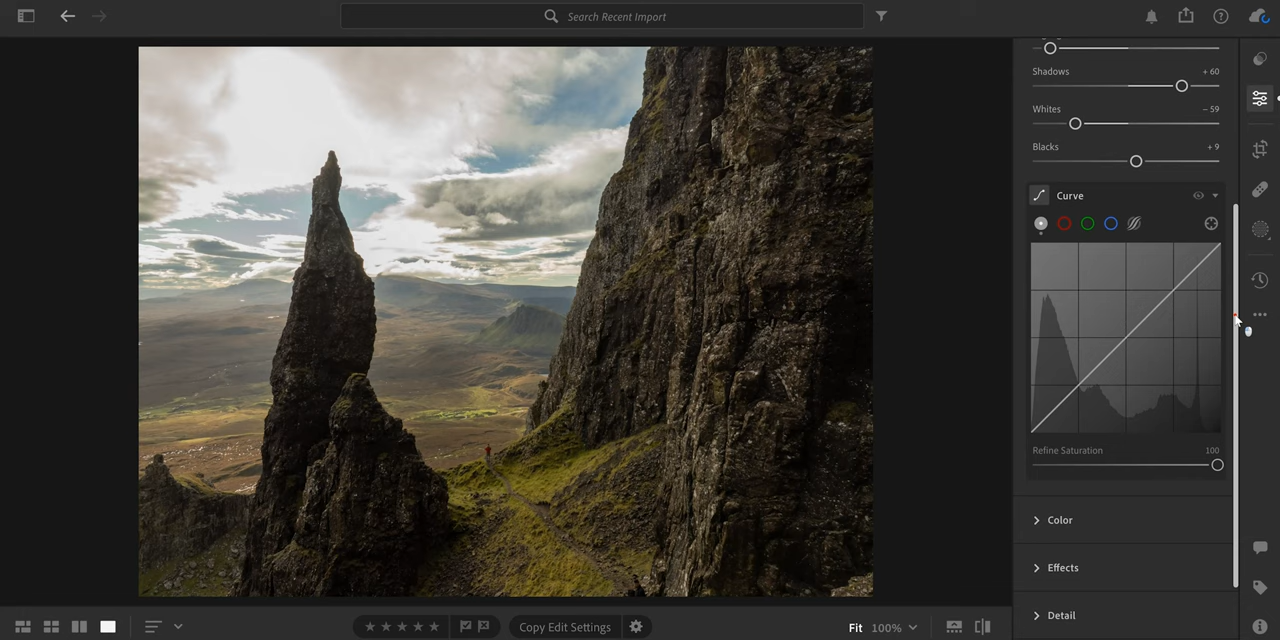 Search Recent Import
Shadows +60
Whites –59
Blacks +9
Curve
Refine Saturation 100
Color
Effects
Detail
Copy Edit Settings
Fit 100%